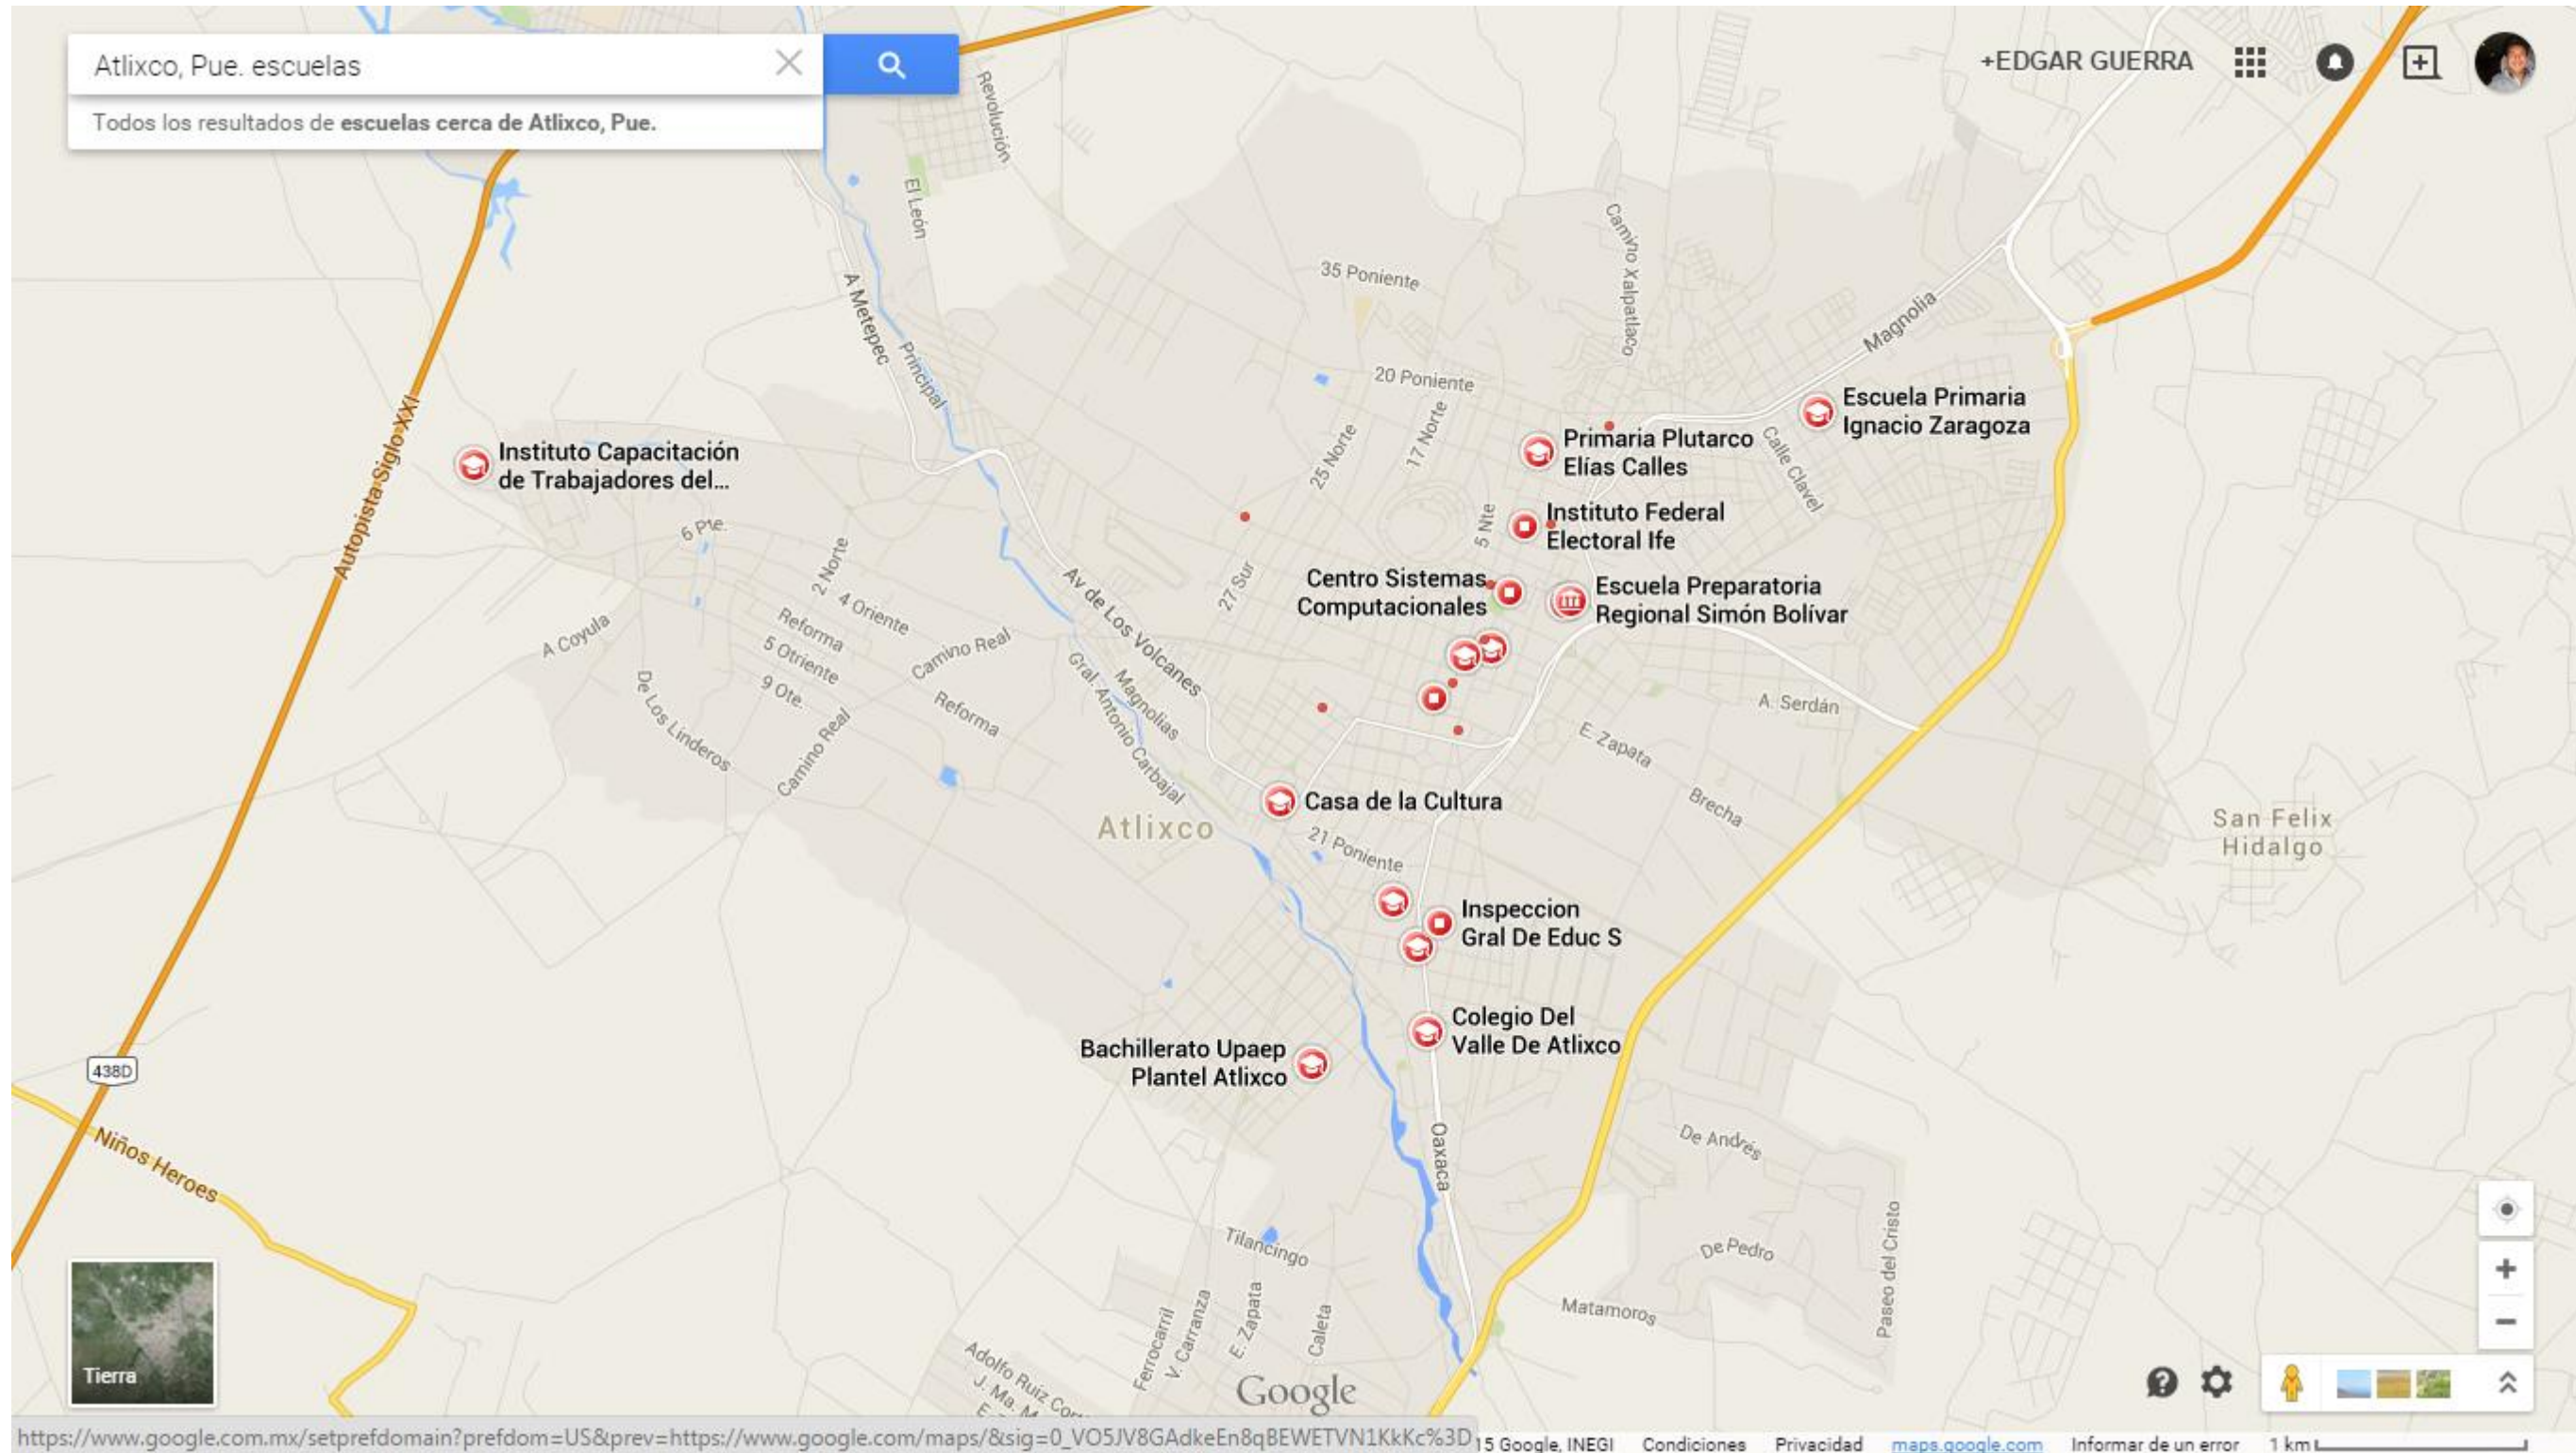 Atlixco, Pue. escuelas
Todos los resultados de escuelas cerca de Atlixco, Pue.
+EDGAR GUERRA
Revolución
El León
A Metepec
Principal
35 Poniente
Camino Xalpatlaco
Magnolia
20 Poniente
17 Norte
25 Norte
Autopista Siglo XXI
Escuela Primaria
Ignacio Zaragoza
Primaria Plutarco
Elías Calles
Calle Clavel
Instituto Capacitación
de Trabajadores del...
6 Pte.
5 Nte
Instituto Federal
Electoral Ife
2 Norte
4 Oriente
Av de Los Volcanes
27 Sur
Centro Sistemas
Computacionales
Escuela Preparatoria
Regional Simón Bolívar
A Coyula
Reforma
5 Otriente
9 Ote.
Camino Real
De Los Linderos
Camino Real
Reforma
Gral. Antonio Carbajal
Magnolias
A. Serdán
E. Zapata
Brecha
Casa de la Cultura
Atlixco
21 Poniente
San Felix
Hidalgo
Inspeccion
Gral De Educ S
Colegio Del
Valle De Atlixco
Bachillerato Upaep
Plantel Atlixco
438D
Niños Heroes
Oaxaca
De Andrés
De Pedro
Paseo del Cristo
Tilancingo
Matamoros
Ferrocarril
V. Carranza
E. Zapata
Caleta
Adolfo Ruiz
J. Ma.
Tierra
Google
https://www.google.com.mx/setprefdomain?prefdom=US&prev=https://www.google.com/maps/&sig=0_VO5JV8GAdkeEn8qBEWETVN1KkKc%3D
15 Google, INEGI Condiciones Privacidad maps.google.com Informar de un error 1 km